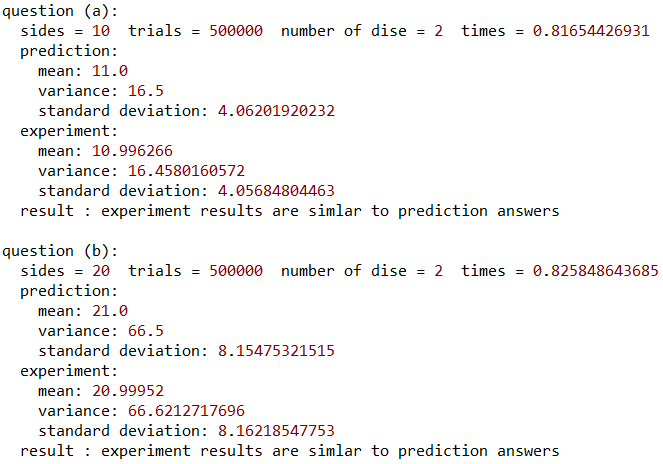 question (a):
sides = 10 trials = 500000 number of dise = 2 times = 0.81654426931
prediction:
mean: 11.0
variance: 16.5
standard deviation: 4.06201920232
experiment:
mean: 10.996266
variance: 16.4580160572
standard deviation: 4.05684804463
result : experiment results are simlar to prediction answers
question (b):
sides = 20 trials = 500000 number of dise = 2 times = 0.825848643685
prediction:
mean: 21.0
variance: 66.5
standard deviation: 8.15475321515
experiment:
mean: 20.99952
variance: 66.6212717696
standard deviation: 8.16218547753
result : experiment results are simlar to prediction answers